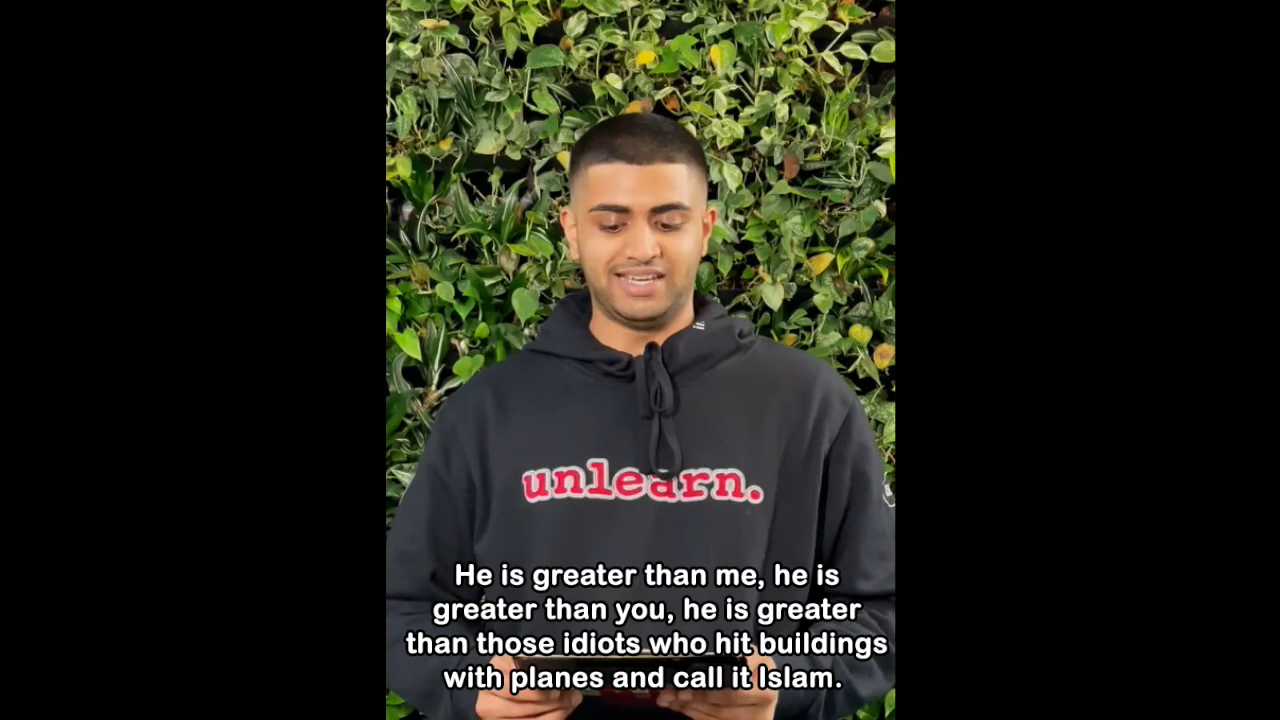 unlearn.
He is greater than me, he is
greater than you, he is greater
than those idiots who hit buildings
with planes and call it Islam.